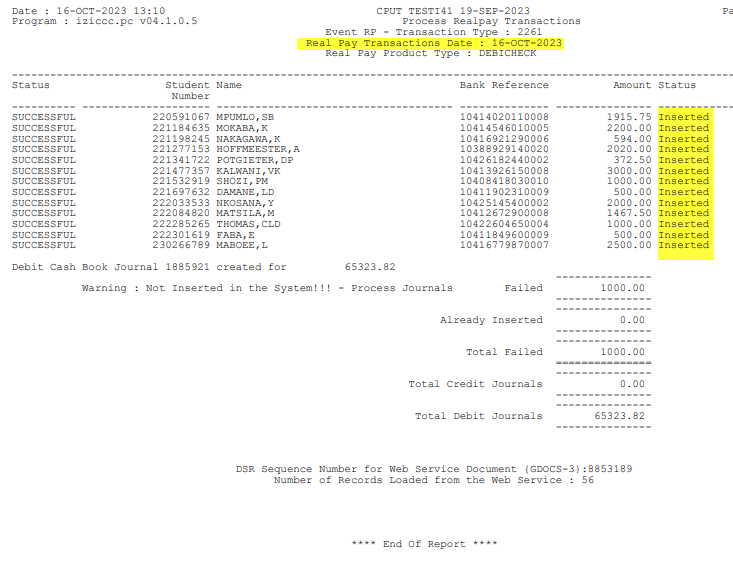 Date : 16-OCT-2023 13:10 CPUT TESTI41 19-SEP-2023
Program : iziccc.pc v04.1.0.5 Process Realpay Transactions
Event RP - Transaction Type : 2261
Real Pay Transactions Date : 16-OCT-2023
Real Pay Product Type : DEBICHECK
Status Student Name Bank Reference Amount Status
Number
SUCCESSFUL 220591067 MPUMLO,SB 10414020110008 1915.75 Inserted
SUCCESSFUL 221184635 MOKABA,K 10414546010005 2200.00 Inserted
SUCCESSFUL 221198245 NAKAGAWA,K 10416921290006 594.00 Inserted
SUCCESSFUL 221277153 HOFFMEESTER,A 10388929140020 2020.00 Inserted
SUCCESSFUL 221341722 POTGIETER,DP 10426182440002 372.50 Inserted
SUCCESSFUL 221477357 KALWANI,VK 10413926150008 3000.00 Inserted
SUCCESSFUL 221532919 SHOZI,PM 10408418030010 1000.00 Inserted
SUCCESSFUL 221697632 DAMANE,LD 10411902310009 500.00 Inserted
SUCCESSFUL 222033533 NKOSANA,Y 10425145400002 2000.00 Inserted
SUCCESSFUL 222084820 MATSILA,M 10412672900008 1467.50 Inserted
SUCCESSFUL 222285265 THOMAS,CLD 10422604650004 1000.00 Inserted
SUCCESSFUL 222301619 FABA,E 10411849600009 500.00 Inserted
SUCCESSFUL 230266789 MABOEE,L 10416779870007 2500.00 Inserted
Debit Cash Book Journal 1885921 created for 65323.82
Warning : Not Inserted in the System!!! - Process Journals Failed 1000.00
Already Inserted 0.00
Total Failed 1000.00
Total Credit Journals 0.00
Total Debit Journals 65323.82
DSR Sequence Number for Web Service Document {GDOCS-3}:8853189
Number of Records Loaded from the Web Service : 56
**** End Of Report ****